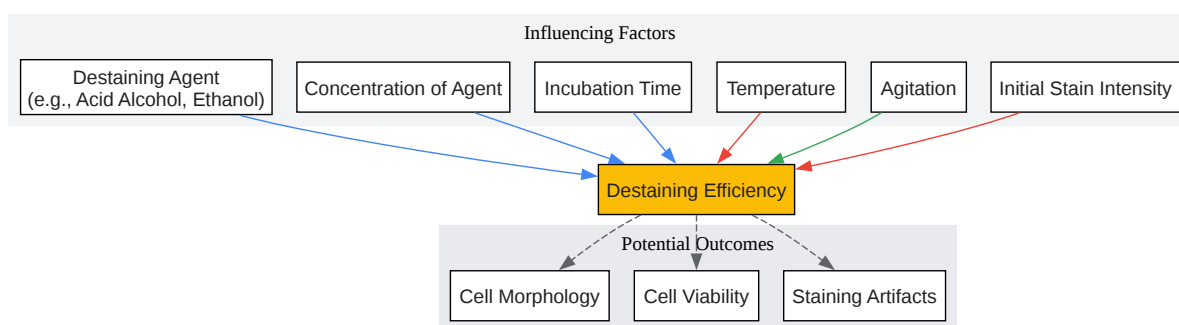 Influencing Factors
Destaining Agent
(e.g., Acid Alcohol, Ethanol)
Concentration of Agent
Incubation Time
Temperature
Agitation
Initial Stain Intensity
Destaining Efficiency
Potential Outcomes
Cell Morphology
Cell Viability
Staining Artifacts